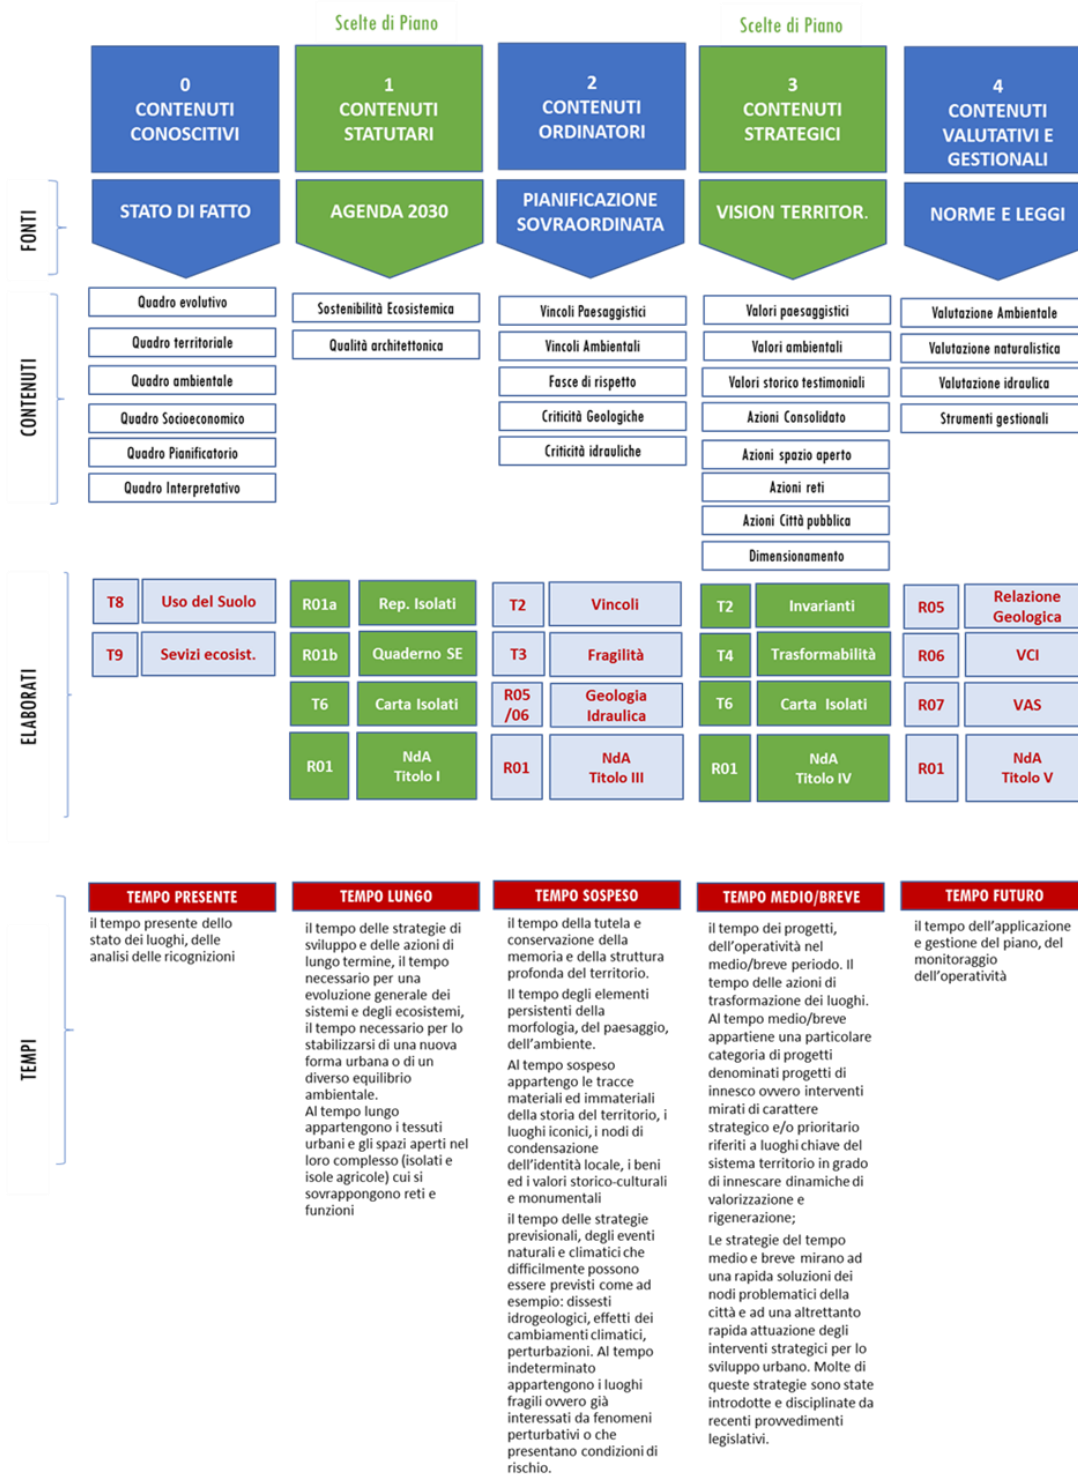 Scelte di Piano
Scelte di Piano
0
CONTENUTI
CONOSCITIVI
1
CONTENUTI
STATUTARI
2
CONTENUTI
ORDINATORI
3
CONTENUTI
STRATEGICI
4
CONTENUTI
VALUTATIVI E
GESTIONALI
FONTI
STATO DI FATTO
AGENDA 2030
PIANIFICAZIONE
SOVRAORDINATA
VISION TERRITOR.
NORME E LEGGI
CONTENUTI
Quadro evolutivo
Quadro territoriale
Quadro ambientale
Quadro Socioeconomico
Quadro Pianificatorio
Quadro Interpretativo
Sostenibilità Ecosistemica
Qualità architettonica
Vincoli Paesaggistici
Vincoli Ambientali
Fasce di rispetto
Criticità Geologiche
Criticità idrauliche
Valori paesaggistici
Valori ambientali
Valori storico testimoniali
Azioni Consolidato
Azioni spazio aperto
Azioni reti
Azioni Città pubblica
Dimensionamento
Valutazione Ambientale
Valutazione naturalistica
Valutazione idraulica
Strumenti gestionali
ELABORATI
T8
Uso del Suolo
T9
Sevizi ecosist.
R01a
Rep. Isolati
R01b
Quaderno SE
T6
Carta Isolati
R01
NdA
Titolo I
T2
Vincoli
T3
Fragilità
R05
/06
Geologia
Idraulica
R01
NdA
Titolo III
T2
Invarianti
T4
Trasformabilità
T6
Carta Isolati
R01
NdA
Titolo IV
R05
Relazione
Geologica
R06
VCI
R07
VAS
R01
NdA
Titolo V
TEMPI
TEMPO PRESENTE
il tempo presente dello
stato dei luoghi, delle
analisi delle ricognizioni
TEMPO LUNGO
il tempo delle strategie di
sviluppo e delle azioni di
lungo termine, il tempo
necessario per una
evoluzione generale dei
sistemi e degli ecosistemi,
il tempo necessario per lo
stabilizzarsi di una nuova
forma urbana o di un
diverso equilibrio
ambientale.
Al tempo lungo
appartengono i tessuti
urbani e gli spazi aperti nel
loro complesso (isolati e
isole agricole) cui si
sovrappongono reti e
funzioni
TEMPO SOSPESO
il tempo della tutela e
conservazione della
memoria e della struttura
profonda del territorio.
Il tempo degli elementi
persistenti della
morfologia, del paesaggio,
dell'ambiente.
Al tempo sospeso
appartengo le tracce
materiali ed immateriali
della storia del territorio, i
luoghi iconici, i nodi di
condensazione
dell'identità locale, i beni
ed i valori storico-culturali
e monumentali
il tempo delle strategie
previsionali, degli eventi
naturali e climatici che
difficilmente possono
essere previsti come ad
esempio: dissesti
idrogeologici, effetti dei
cambiamenti climatici,
perturbazioni. Al tempo
indeterminato
appartengono i luoghi
fragili ovvero già
interessati da fenomeni
perturbativi o che
presentano condizioni di
rischio.
TEMPO MEDIO/BREVE
il tempo dei progetti,
dell'operatività nel
medio/breve periodo. Il
tempo delle azioni di
trasformazione dei luoghi.
Al tempo medio/breve
appartiene una particolare
categoria di progetti
denominati progetti di
innesco ovvero interventi
mirati di carattere
strategico e/o prioritario
riferiti a luoghi chiave del
sistema territorio in grado
di innescare dinamiche di
valorizzazione e
rigenerazione;
Le strategie del tempo
medio e breve mirano ad
una rapida soluzioni dei
nodi problematici della
città e ad una altrettanto
rapida attuazione degli
interventi strategici per lo
sviluppo urbano. Molte di
queste strategie sono state
introdotte e disciplinate da
recenti provvedimenti
legislativi.
TEMPO FUTURO
il tempo dell'applicazione
e gestione del piano, del
monitoraggio
dell'operatività